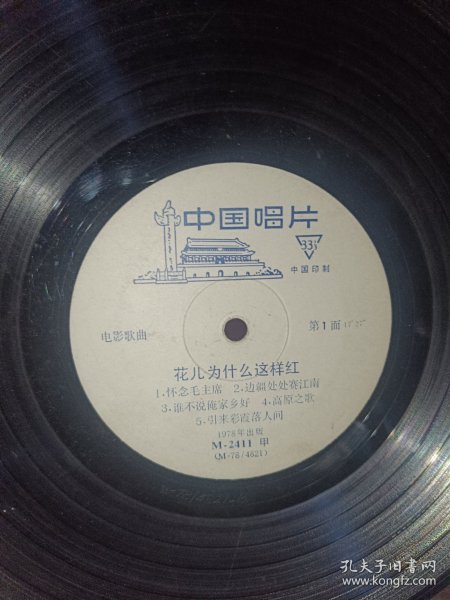 中国唱片
33⅓
中国印制
电影歌曲
第1面 17′27″
花儿为什么这样红
1.怀念毛主席 2.边疆处处赛江南
3.谁不说俺家乡好 4.高原之歌
5.引来彩霞落人间
1978年出版
M-2411 甲
(M-78/4621)
孔夫子旧书网
www.kongfz.com